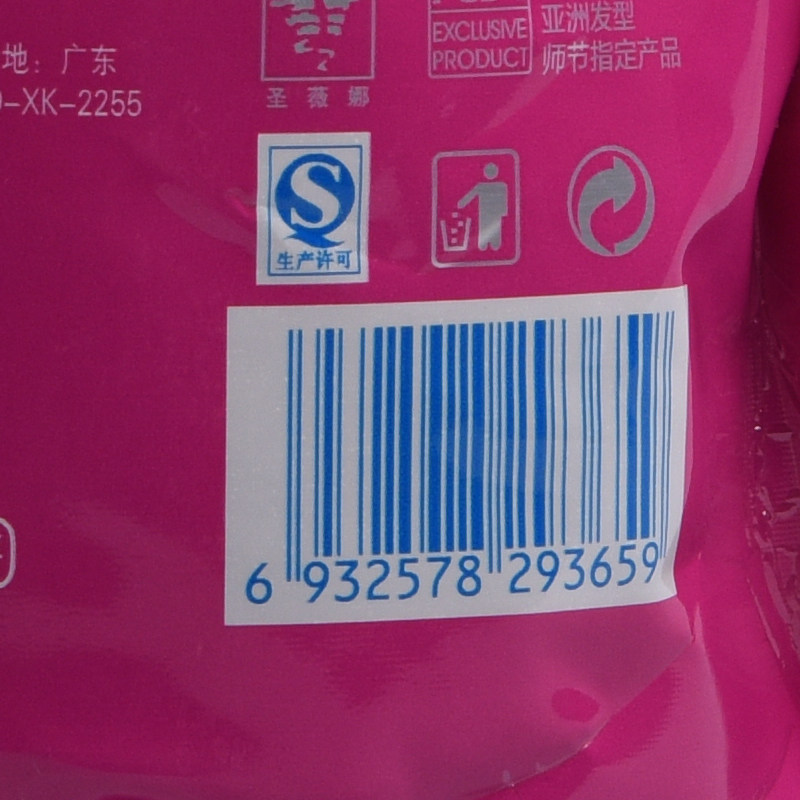 地：广东
-XK-2255
圣薇娜
EXCLUSIVE
PRODUCT
亚洲发型
师节指定产品
S
生产许可
6 932578 293659